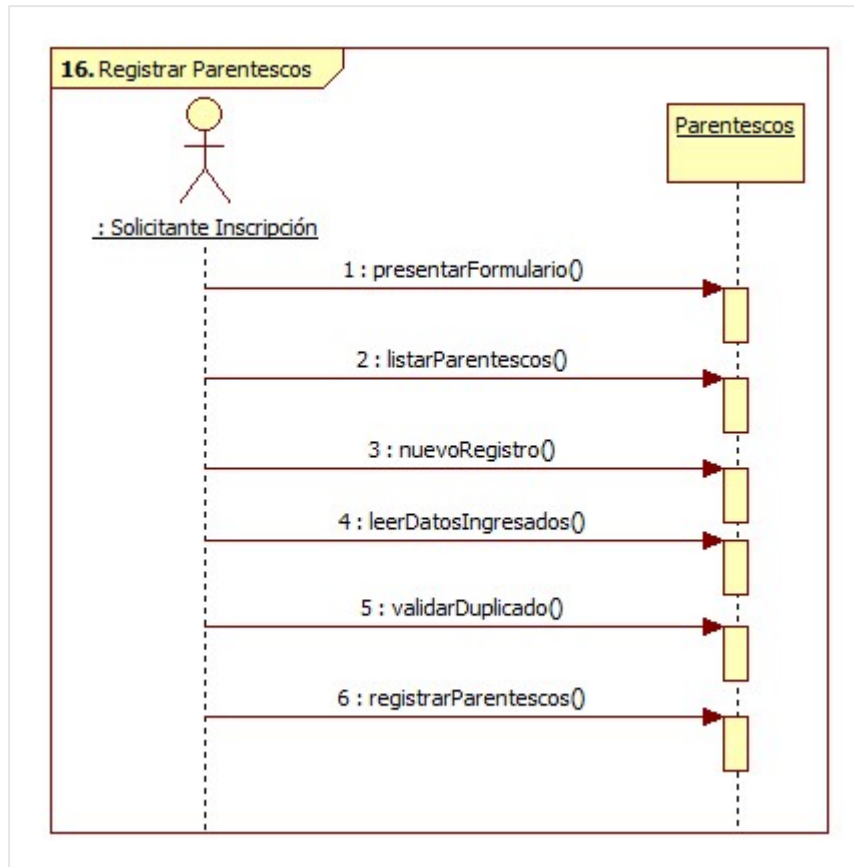 16. Registrar Parentescos
Parentescos
: Solicitante Inscripción
1 : presentarFormulario()
2 : listarParentescos()
3 : nuevoRegistro()
4 : leerDatosIngresados()
5 : validarDuplicado()
6 : registrarParentescos()